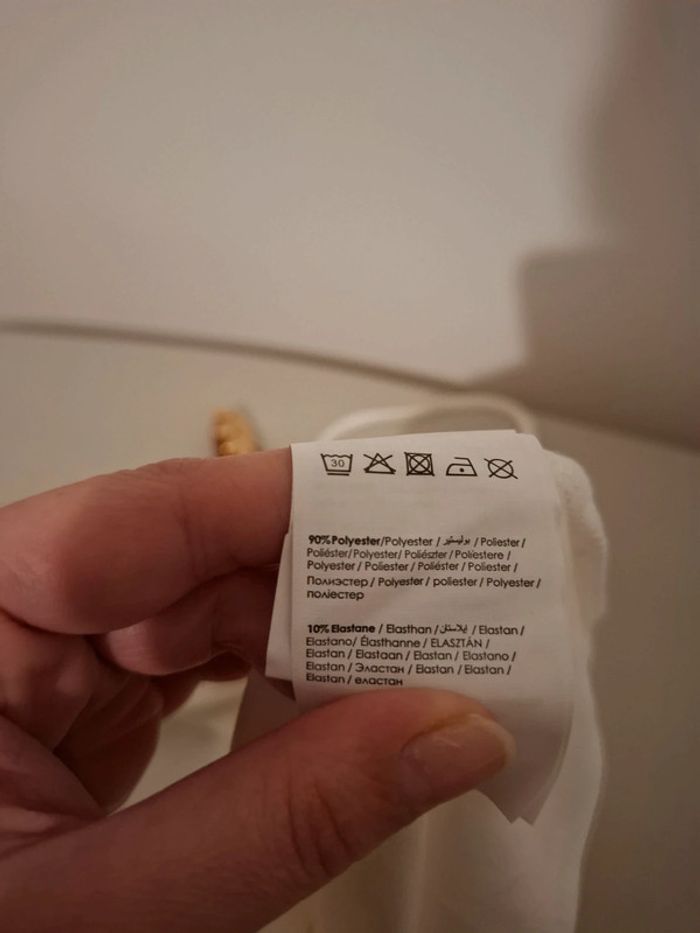 30
90% Polyester/Polyester / بوليستير / Poliester /
Poliéster/ Polyester/ Poliészter / Poliestere /
Polyester / Poliester / Poliéster / Poliester /
Полиэстер / Polyester / poliester / Polyester /
поліестер
10% Elastane / Elasthan / إيلاستان / Elastan /
Elastano/ Élasthanne / ELASZTÁN /
Elastan / Elastaan / Elastan / Elastano /
Elastan / Эластан / Elastan / Elastan /
Elastan / еластан